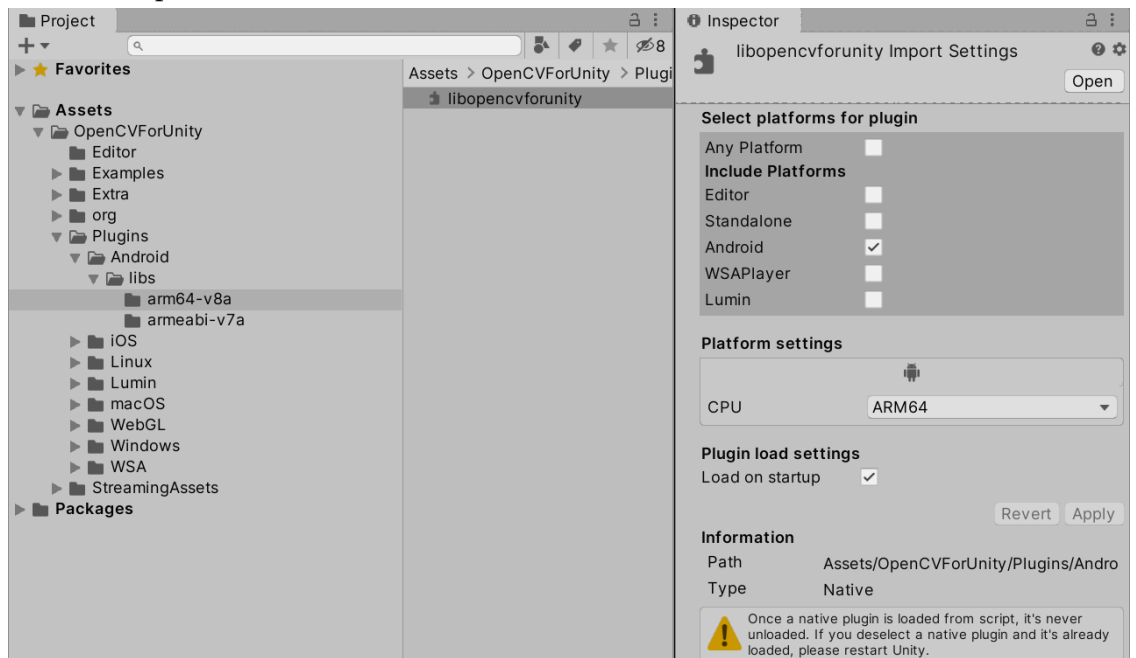 Project
8
Favorites
Assets
OpenCVForUnity
Editor
Examples
Extra
org
Plugins
Android
libs
arm64-v8a
armeabi-v7a
iOS
Linux
Lumin
macOS
WebGL
Windows
WSA
StreamingAssets
Packages
Assets > OpenCVForUnity > Plugi
libopencvforunity
Inspector
libopencvforunity Import Settings
Open
Select platforms for plugin
Any Platform
Include Platforms
Editor
Standalone
Android
WSAPlayer
Lumin
Platform settings
CPU ARM64
Plugin load settings
Load on startup
Revert Apply
Information
Path Assets/OpenCVForUnity/Plugins/Andro
Type Native
Once a native plugin is loaded from script, it's never
unloaded. If you deselect a native plugin and it's already
loaded, please restart Unity.